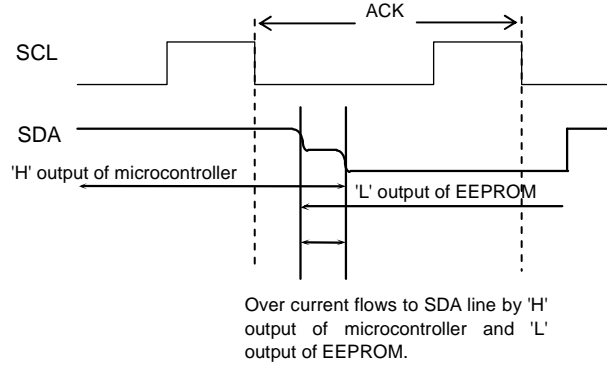 ACK
SCL
SDA
'H' output of microcontroller
'L' output of EEPROM
Over current flows to SDA line by 'H'
output of microcontroller and 'L'
output of EEPROM.